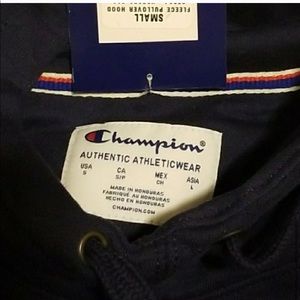 SMALL
FLEECE PULLOVER HOOD
Champion®
AUTHENTIC ATHLETICWEAR
USA CA MEX ASIA
S S/P CH L
MADE IN HONDURAS
FABRIQUÉ AU HONDURAS
HECHO EN HONDURAS
CHAMPION.COM